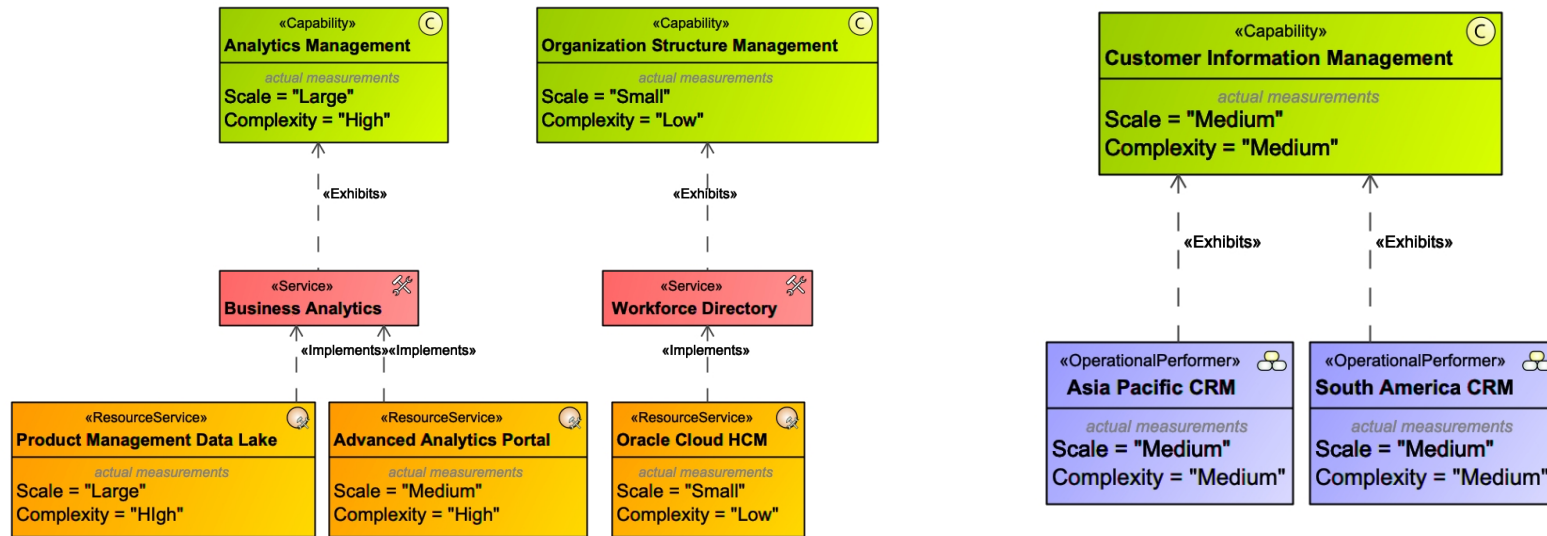 «Capability»
C
Analytics Management
actual measurements
Scale = "Large"
Complexity = "High"
«Capability»
C
Organization Structure Management
actual measurements
Scale = "Small"
Complexity = "Low"
«Capability»
C
Customer Information Management
actual measurements
Scale = "Medium"
Complexity = "Medium"
«Exhibits»
«Exhibits»
«Exhibits»
«Exhibits»
«Service»
Business Analytics
«Service»
Workforce Directory
«Implements»
«Implements»
«Implements»
«ResourceService»
Product Management Data Lake
actual measurements
Scale = "Large"
Complexity = "HIgh"
«ResourceService»
Advanced Analytics Portal
actual measurements
Scale = "Medium"
Complexity = "High"
«ResourceService»
Oracle Cloud HCM
actual measurements
Scale = "Small"
Complexity = "Low"
«OperationalPerformer»
Asia Pacific CRM
actual measurements
Scale = "Medium"
Complexity = "Medium"
«OperationalPerformer»
South America CRM
actual measurements
Scale = "Medium"
Complexity = "Medium"